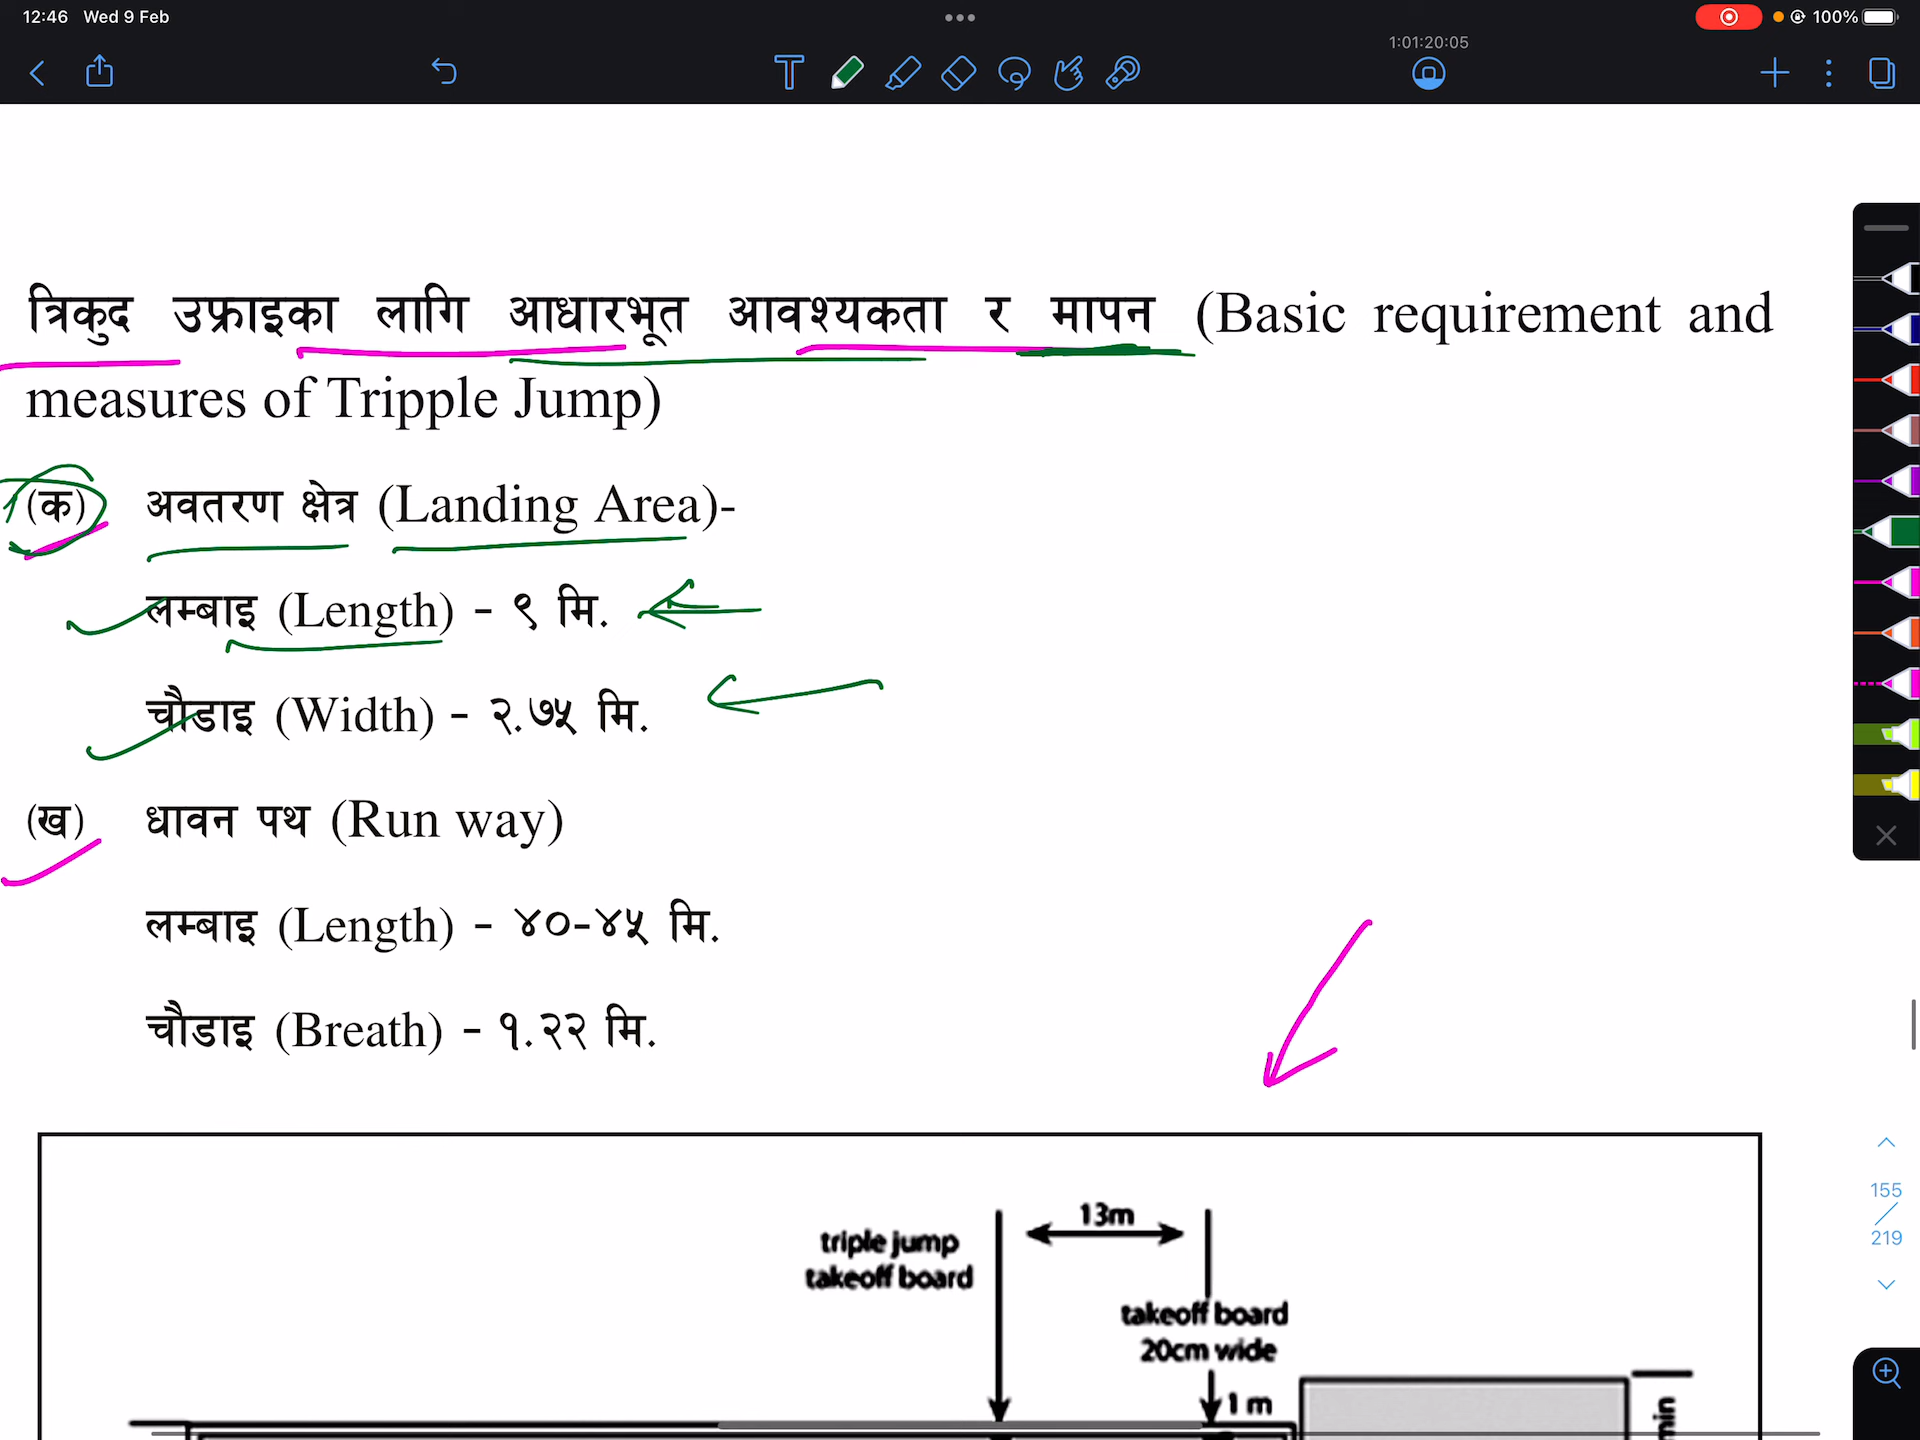 12:46 Wed 9 Feb
100%
1:01:20:05
त्रिकुद उफ्राइका लागि आधारभूत आवश्यकता र मापन (Basic requirement and
measures of Tripple Jump)
(क) अवतरण क्षेत्र (Landing Area)-
लम्बाइ (Length) - ९ मि.
चौडाइ (Width) - २.७५ मि.
(ख) धावन पथ (Run way)
लम्बाइ (Length) - ४०-४५ मि.
चौडाइ (Breath) - १.२२ मि.
13m
triple jump
takeoff board
takeoff board
20cm wide
1 m
min
155
/
219